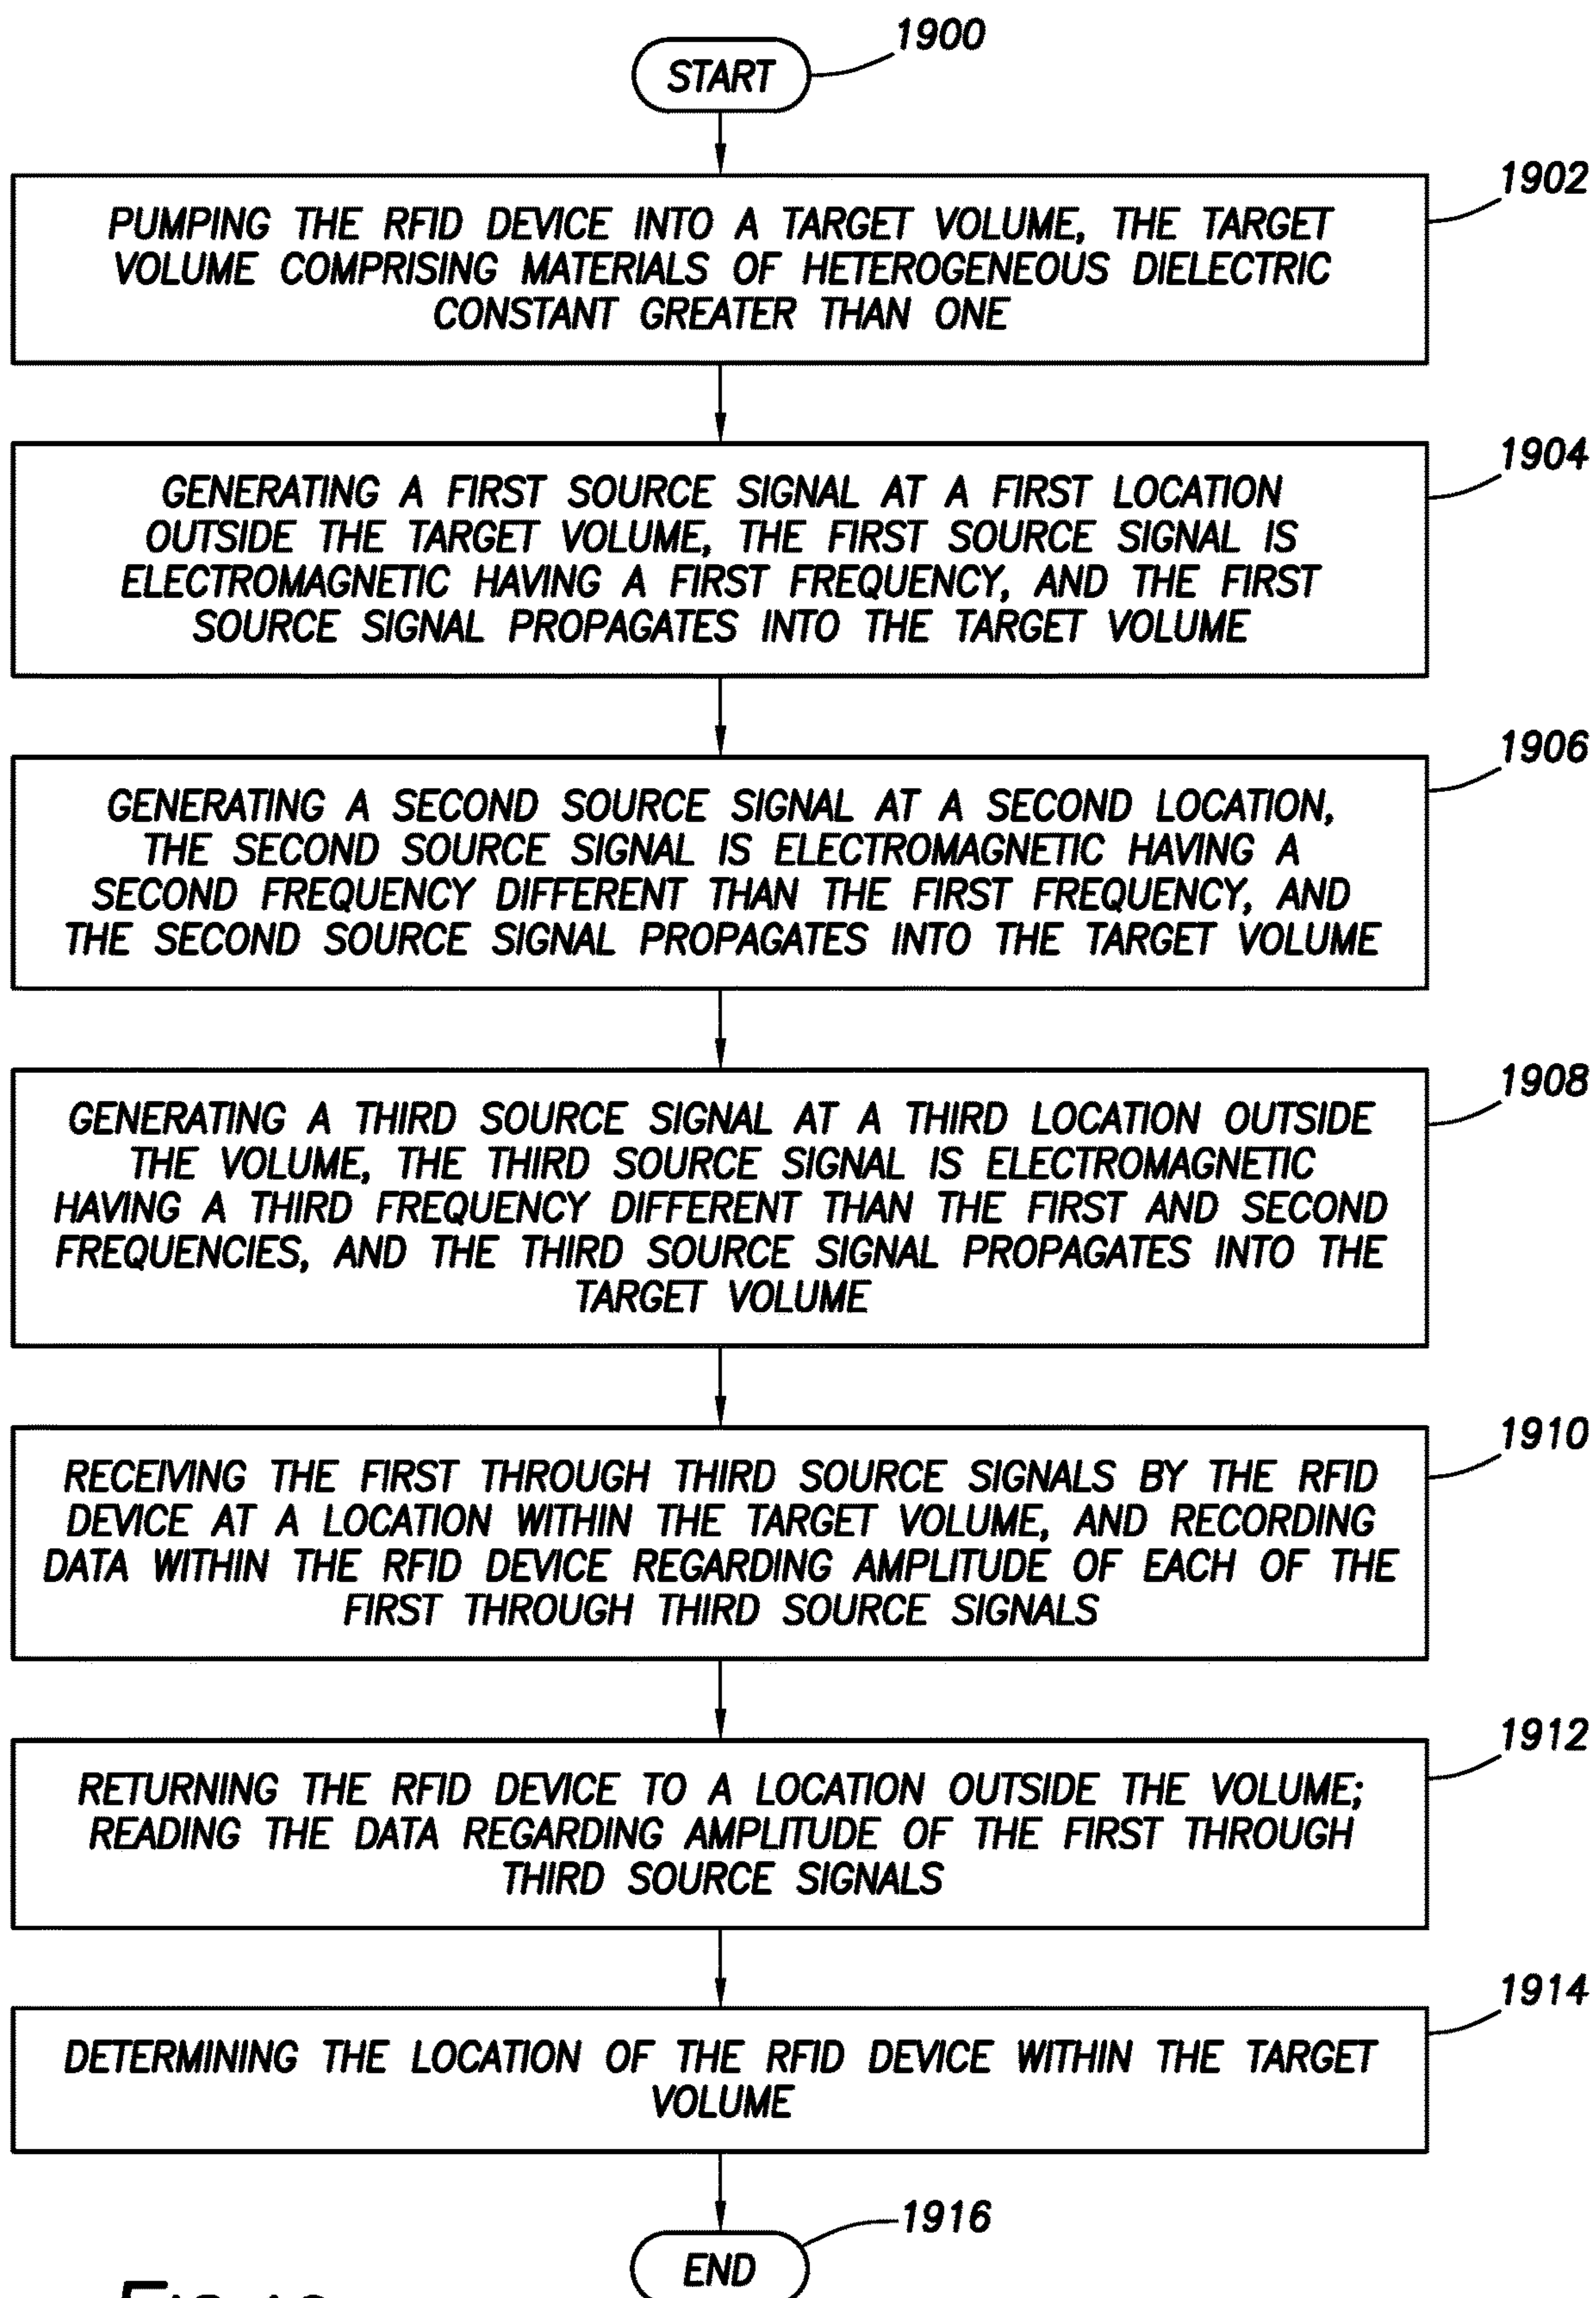 1900
START
1902
PUMPING THE RFID DEVICE INTO A TARGET VOLUME, THE TARGET
VOLUME COMPRISING MATERIALS OF HETEROGENEOUS DIELECTRIC
CONSTANT GREATER THAN ONE
1904
GENERATING A FIRST SOURCE SIGNAL AT A FIRST LOCATION
OUTSIDE THE TARGET VOLUME, THE FIRST SOURCE SIGNAL IS
ELECTROMAGNETIC HAVING A FIRST FREQUENCY, AND THE FIRST
SOURCE SIGNAL PROPAGATES INTO THE TARGET VOLUME
1906
GENERATING A SECOND SOURCE SIGNAL AT A SECOND LOCATION,
THE SECOND SOURCE SIGNAL IS ELECTROMAGNETIC HAVING A
SECOND FREQUENCY DIFFERENT THAN THE FIRST FREQUENCY, AND
THE SECOND SOURCE SIGNAL PROPAGATES INTO THE TARGET VOLUME
1908
GENERATING A THIRD SOURCE SIGNAL AT A THIRD LOCATION OUTSIDE
THE VOLUME, THE THIRD SOURCE SIGNAL IS ELECTROMAGNETIC
HAVING A THIRD FREQUENCY DIFFERENT THAN THE FIRST AND SECOND
FREQUENCIES, AND THE THIRD SOURCE SIGNAL PROPAGATES INTO THE
TARGET VOLUME
1910
RECEIVING THE FIRST THROUGH THIRD SOURCE SIGNALS BY THE RFID
DEVICE AT A LOCATION WITHIN THE TARGET VOLUME, AND RECORDING
DATA WITHIN THE RFID DEVICE REGARDING AMPLITUDE OF EACH OF THE
FIRST THROUGH THIRD SOURCE SIGNALS
1912
RETURNING THE RFID DEVICE TO A LOCATION OUTSIDE THE VOLUME;
READING THE DATA REGARDING AMPLITUDE OF THE FIRST THROUGH
THIRD SOURCE SIGNALS
1914
DETERMINING THE LOCATION OF THE RFID DEVICE WITHIN THE TARGET
VOLUME
1916
END